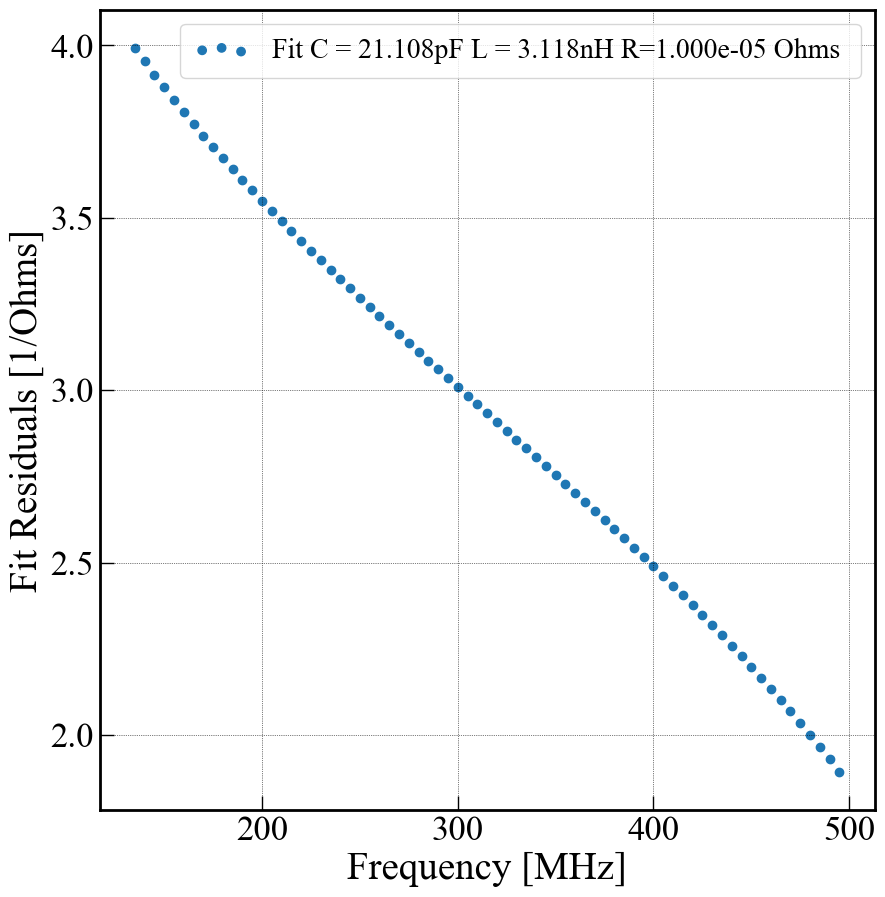 Fit C = 21.108pF L = 3.118nH R=1.000e-05 Ohms
4.0
3.5
3.0
2.5
2.0
Fit Residuals [1/Ohms]
200 300 400 500
Frequency [MHz]